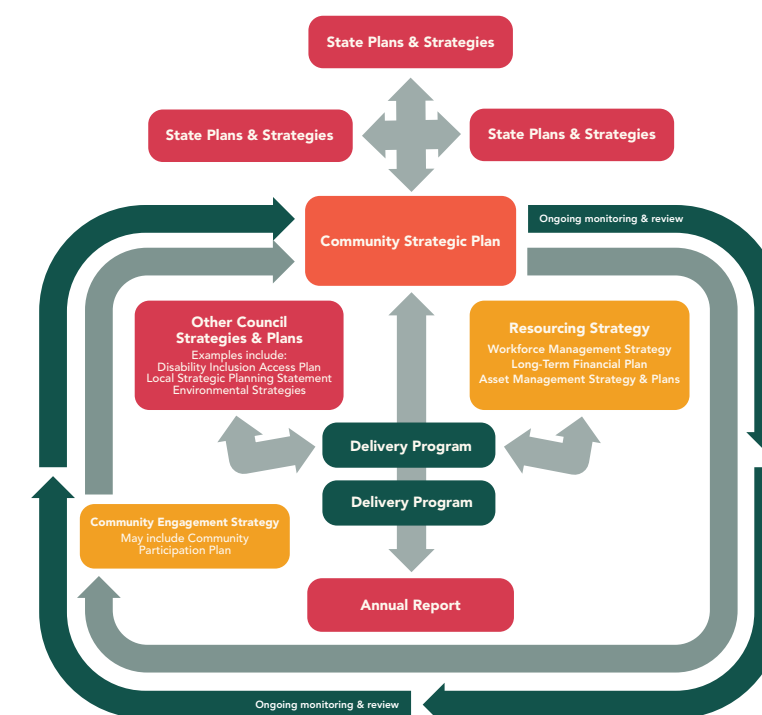 State Plans & Strategies
State Plans & Strategies
State Plans & Strategies
Community Strategic Plan
Ongoing monitoring & review
Other Council
Strategies & Plans
Examples include:
Disability Inclusion Access Plan
Local Strategic Planning Statement
Environmental Strategies
Resourcing Strategy
Workforce Management Strategy
Long-Term Financial Plan
Asset Management Strategy & Plans
Delivery Program
Delivery Program
Community Engagement Strategy
May include Community
Participation Plan
Annual Report
Ongoing monitoring & review